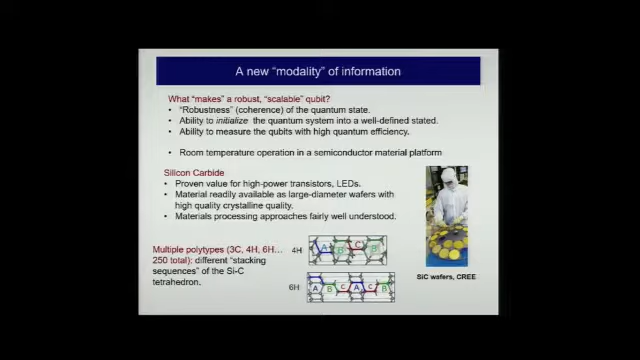 A new “modality” of information
What “makes” a robust, “scalable” qubit?
• “Robustness” (coherence) of the quantum state.
• Ability to initialize the quantum system into a well-defined stated.
• Ability to measure the qubits with high quantum efficiency.
• Room temperature operation in a semiconductor material platform
Silicon Carbide
• Proven value for high-power transistors, LEDs.
• Material readily available as large-diameter wafers with
high quality crystalline quality.
• Materials processing approaches fairly well understood.
Multiple polytypes (3C, 4H, 6H…
250 total): different “stacking
sequences” of the Si-C
tetrahedron.
4H
A B C B
6H
A B C A C B
SiC wafers, CREE